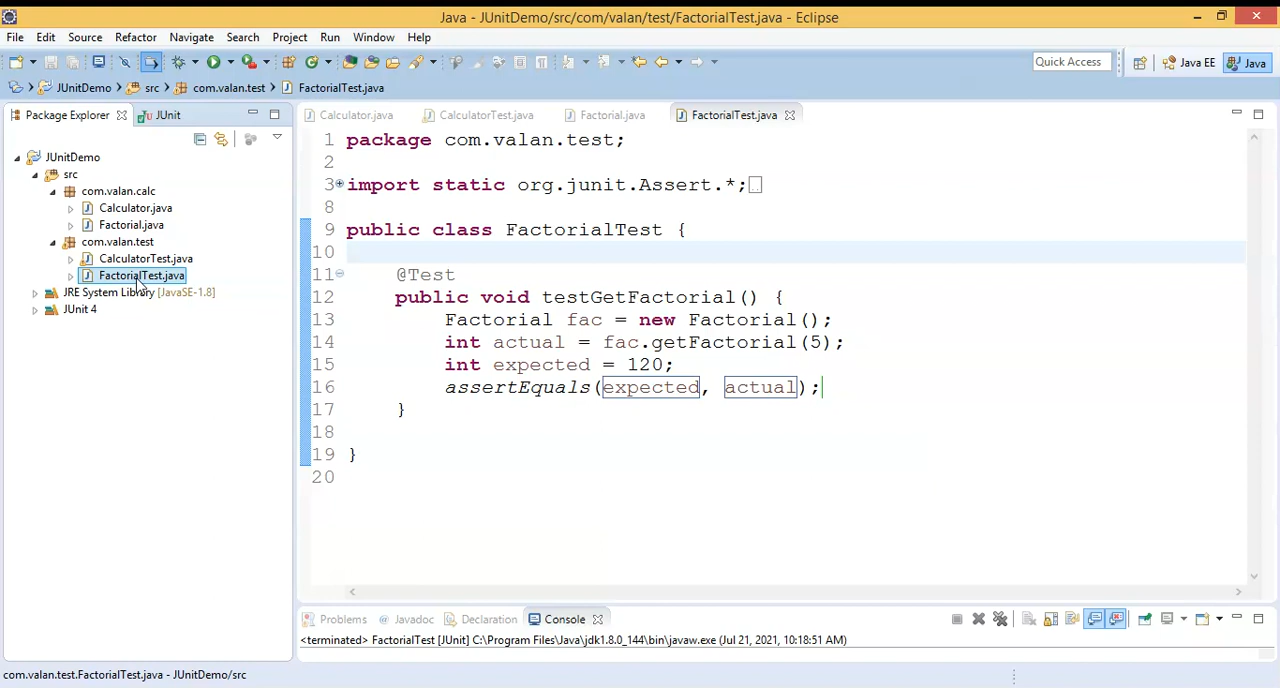 Java - JUnitDemo/src/com/valan/test/FactorialTest.java - Eclipse
File Edit Source Refactor Navigate Search Project Run Window Help
Quick Access Java EE Java
JUnitDemo src com.valan.test FactorialTest.java
Package Explorer JUnit
JUnitDemo
src
com.valan.calc
Calculator.java
Factorial.java
com.valan.test
CalculatorTest.java
FactorialTest.java
JRE System Library [JavaSE-1.8]
JUnit 4
Calculator.java CalculatorTest.java Factorial.java FactorialTest.java
1 package com.valan.test;
2
3 import static org.junit.Assert.*;
8
9 public class FactorialTest {
10
11 @Test
12 public void testGetFactorial() {
13 Factorial fac = new Factorial();
14 int actual = fac.getFactorial(5);
15 int expected = 120;
16 assertEquals(expected, actual);
17 }
18
19 }
20
Problems @ Javadoc Declaration Console
<terminated> FactorialTest [JUnit] C:\Program Files\Java\jdk1.8.0_144\bin\javaw.exe (Jul 21, 2021, 10:18:51 AM)
com.valan.test.FactorialTest.java - JUnitDemo/src